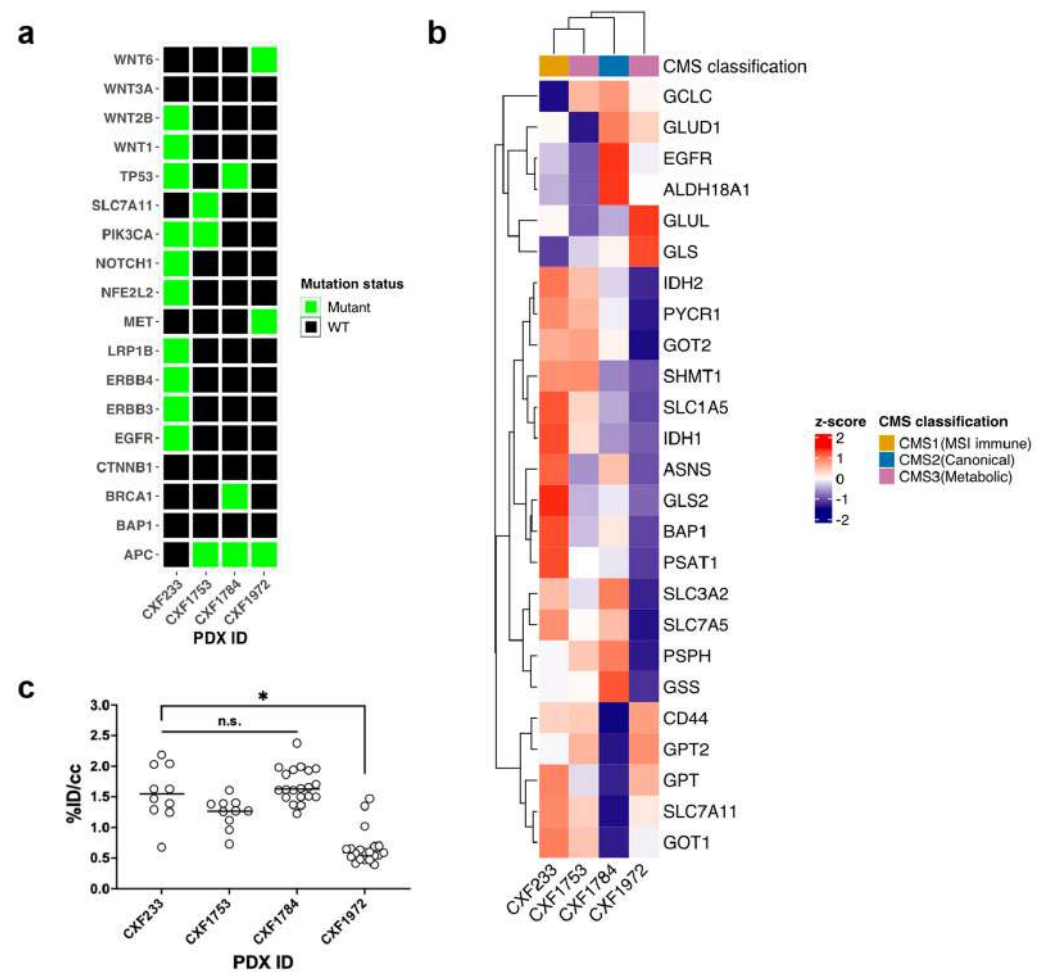 a
WNT6
WNT3A
WNT2B
WNT1
TP53
SLC7A11
PIK3CA
NOTCH1
NFE2L2
MET
LRP1B
ERBB4
ERBB3
EGFR
CTNNB1
BRCA1
BAP1
APC
CXF233
CXF1753
CXF1784
CXF1972
PDX ID
Mutation status
Mutant
WT
b
CMS classification
GCLC
GLUD1
EGFR
ALDH18A1
GLUL
GLS
IDH2
PYCR1
GOT2
SHMT1
SLC1A5
IDH1
ASNS
GLS2
BAP1
PSAT1
SLC3A2
SLC7A5
PSPH
GSS
CD44
GPT2
GPT
SLC7A11
GOT1
CXF233
CXF1753
CXF1784
CXF1972
z-score
2
1
0
-1
-2
CMS classification
CMS1(MSI immune)
CMS2(Canonical)
CMS3(Metabolic)
c
%ID/cc
3.0
2.5
2.0
1.5
1.0
0.5
0.0
*
n.s.
CXF233
CXF1753
CXF1784
CXF1972
PDX ID